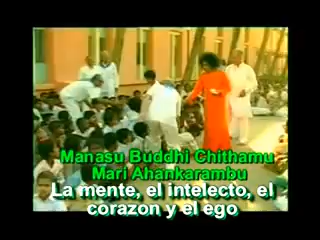 Manasu Buddhi Chithamu
Mari Ahankarambu
La mente, el intelecto, el
corazon y el ego